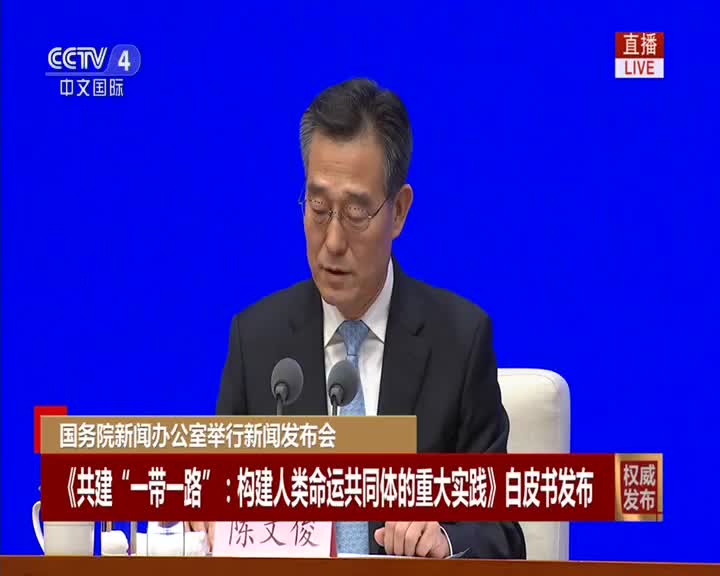 CCTV 4
中文国际
直播
LIVE
国务院新闻办公室举行新闻发布会
《共建“一带一路”：构建人类命运共同体的重大实践》白皮书发布
权威
发布
陈文俊